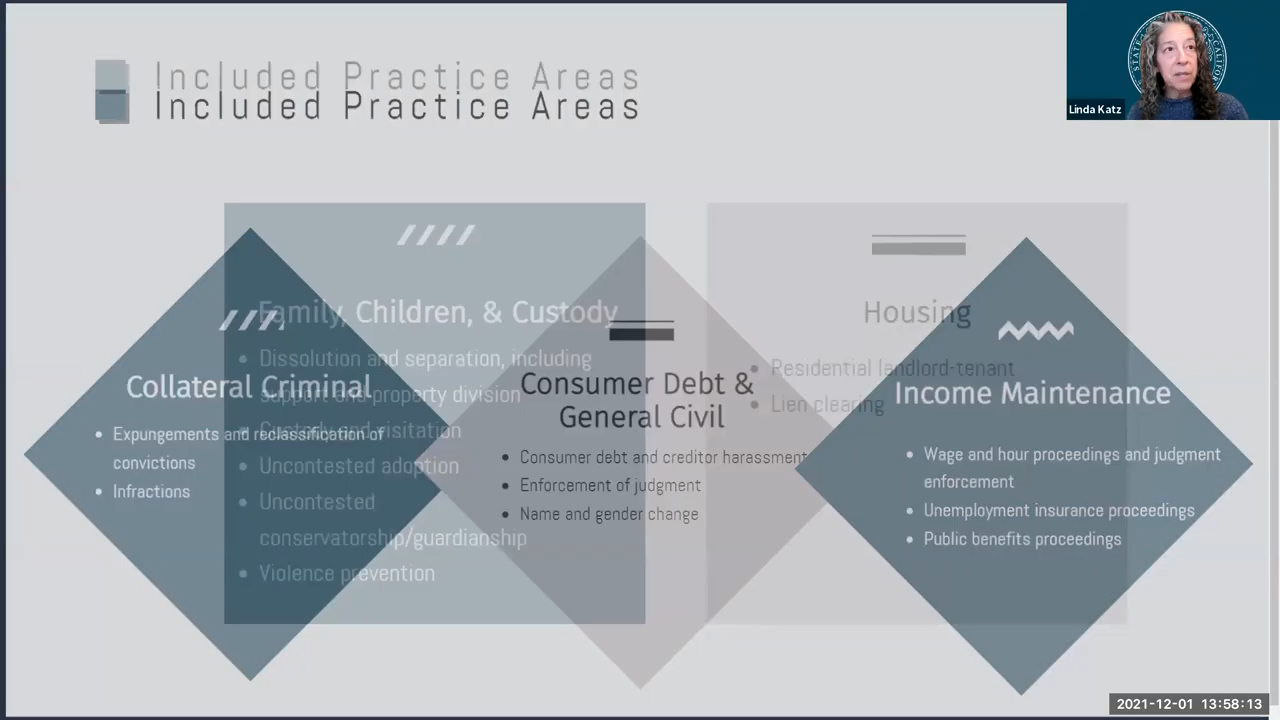 Included Practice Areas
Included Practice Areas
Linda Katz
Family, Children, & Custody
Dissolution and separation, including
support and property division
Custody and visitation
Uncontested adoption
Uncontested
conservatorship/guardianship
Violence prevention
Housing
Residential landlord-tenant
Lien clearing
Collateral Criminal
Expungements and reclassification of
convictions
Infractions
Consumer Debt &
General Civil
Consumer debt and creditor harassment
Enforcement of judgment
Name and gender change
Income Maintenance
Wage and hour proceedings and judgment
enforcement
Unemployment insurance proceedings
Public benefits proceedings
2021-12-01 13:58:13